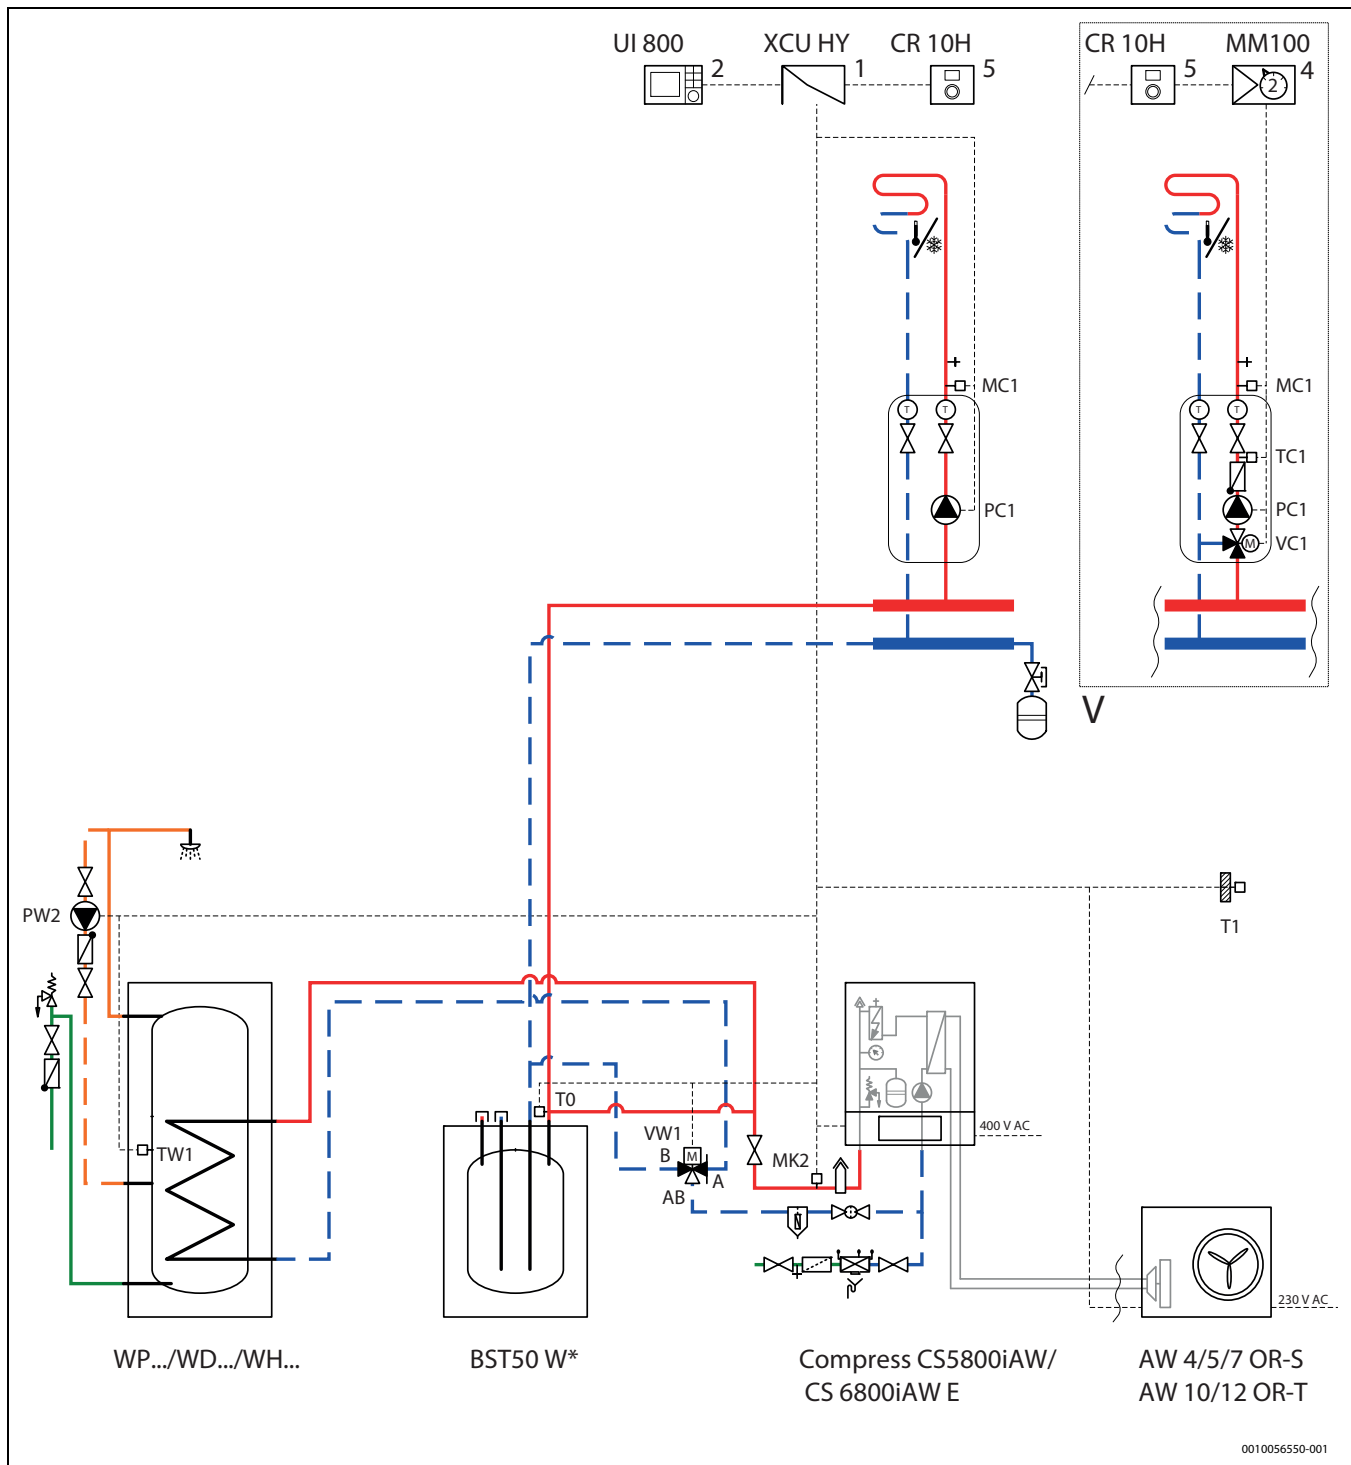 UI 800
XCU HY
CR 10H
CR 10H
MM100
2
1
5
5
2
4
MC1
MC1
T
T
T
T
TC1
PC1
PC1
M
VC1
V
PW2
T1
T0
VW1
B
M
A
AB
MK2
TW1
400 V AC
230 V AC
WP.../WD.../WH...
BST50 W*
Compress CS5800iAW/
CS 6800iAW E
AW 4/5/7 OR-S
AW 10/12 OR-T
0010056550-001